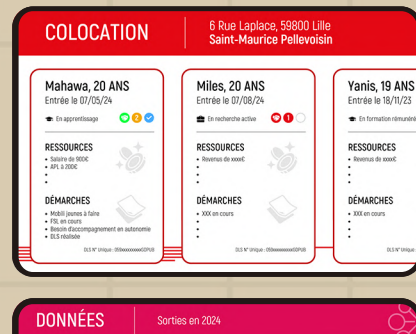 COLOCATION
6 Rue Laplace, 59800 Lille
Saint-Maurice Pellevoisin
Mahawa, 20 ANS
Entrée le 07/05/24
En apprentissage
2
RESSOURCES
• Salaire de 900€
• APL à 200€
•
•
DÉMARCHES
• Mobili jeunes à faire
• FSL en cours
• Besoin d'accompagnement en autonomie
• DLS réalisée
DLS N° Unique :
Miles, 20 ANS
Entrée le 07/08/24
En recherche active
RESSOURCES
• Revenus de xxxx€
•
•
•
DÉMARCHES
• XXX en cours
•
•
•
DLS N° Unique :
Yanis, 19 ANS
Entrée le 18/11/23
En formation rémunéré
RESSOURCES
• Revenus de xxxx€
•
•
•
DÉMARCHES
• XXX en cours
•
•
•
DLS N° Unique :
DONNÉES
Sorties en 2024